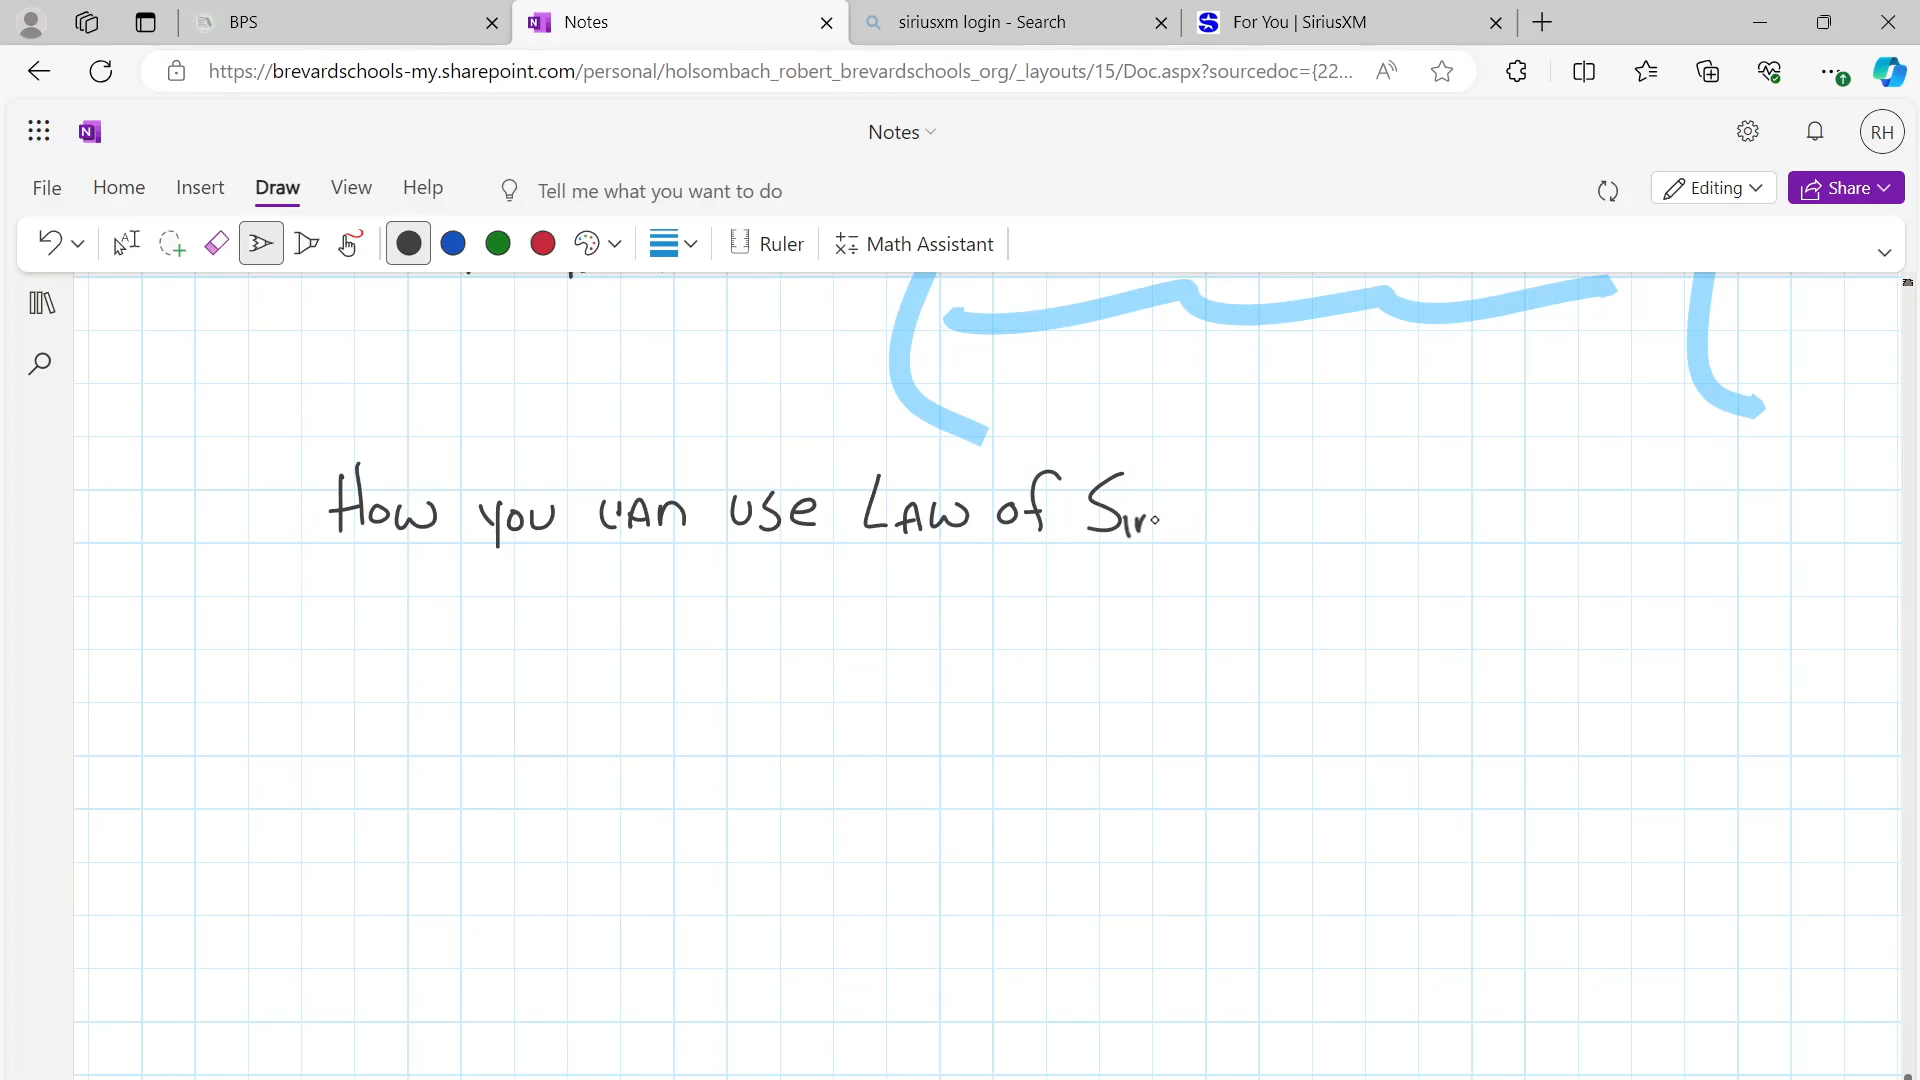 BPS
Notes
siriusxm login - Search
For You | SiriusXM
https://brevardschools-my.sharepoint.com/personal/holsombach_robert_brevardschools_org/_layouts/15/Doc.aspx?sourcedoc={22...
Notes
RH
File Home Insert Draw View Help Tell me what you want to do
Editing Share
Ruler Math Assistant
How you can use Law of